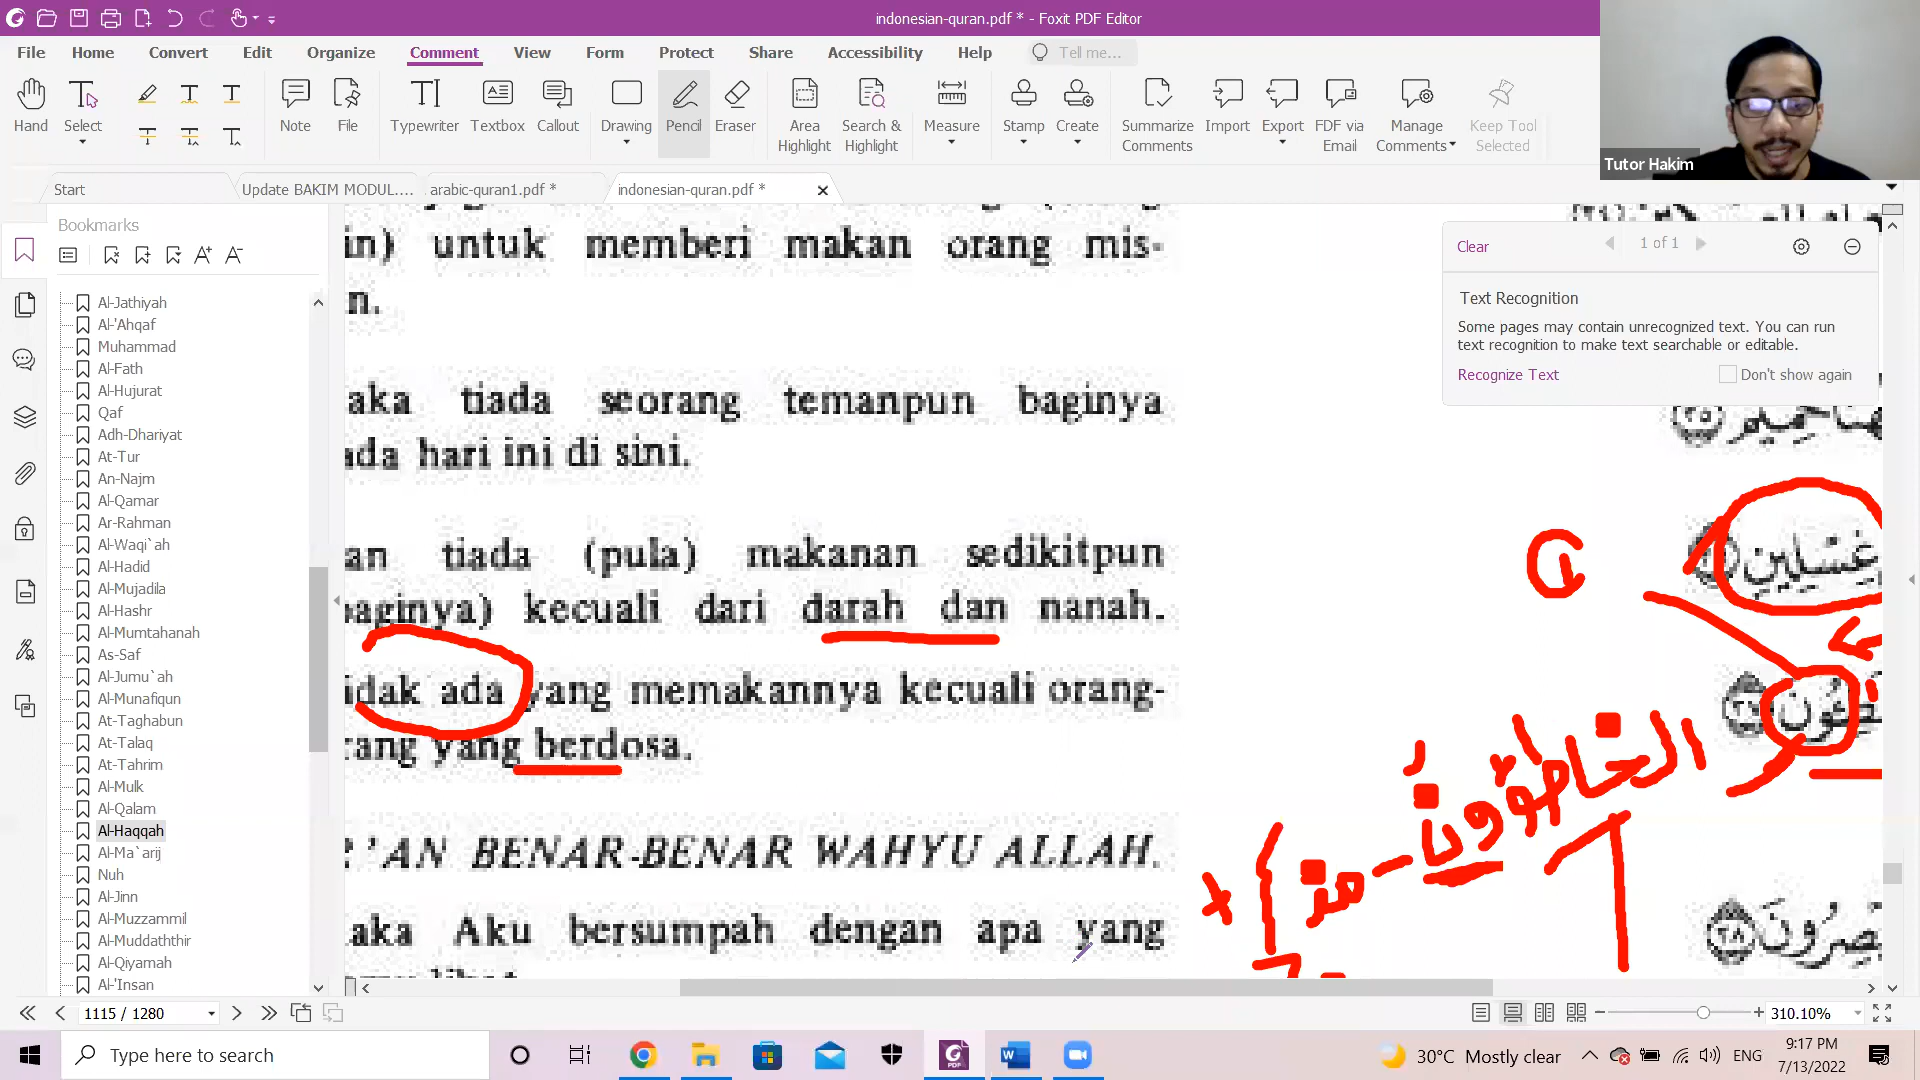 indonesian-quran.pdf * - Foxit PDF Editor
File Home Convert Edit Organize Comment View Form Protect Share Accessibility Help Tell me...
Hand Select Note File Typewriter Textbox Callout Drawing Pencil Eraser Area Highlight Search & Highlight Measure Stamp Create Summarize Comments Import Export FDF via Email Manage Comments Keep Tool Selected
Tutor Hakim
Start Update BAKIM MODUL.... arabic-quran1.pdf * indonesian-quran.pdf *
Bookmarks
Al-Jathiyah
Al-'Ahqaf
Muhammad
Al-Fath
Al-Hujurat
Qaf
Adh-Dhariyat
At-Tur
An-Najm
Al-Qamar
Ar-Rahman
Al-Waqi`ah
Al-Hadid
Al-Mujadila
Al-Hashr
Al-Mumtahanah
As-Saf
Al-Jumu`ah
Al-Munafiqun
At-Taghabun
At-Talaq
At-Tahrim
Al-Mulk
Al-Qalam
Al-Haqqah
Al-Ma`arij
Nuh
Al-Jinn
Al-Muzzammil
Al-Muddaththir
Al-Qiyamah
Al-'Insan
in) untuk memberi makan orang mis-
n.
aka tiada seorang temanpun baginya
ada hari ini di sini.
an tiada (pula) makanan sedikitpun
baginya) kecuali dari darah dan nanah.
idak ada yang memakannya kecuali orang-
rang yang berdosa.
R'AN BENAR-BENAR WAHYU ALLAH.
aka Aku bersumpah dengan apa yang
Clear 1 of 1
Text Recognition
Some pages may contain unrecognized text. You can run
text recognition to make text searchable or editable.
Recognize Text Don't show again
غسلين
1115 / 1280
310.10%
Type here to search
30°C Mostly clear
ENG
9:17 PM
7/13/2022